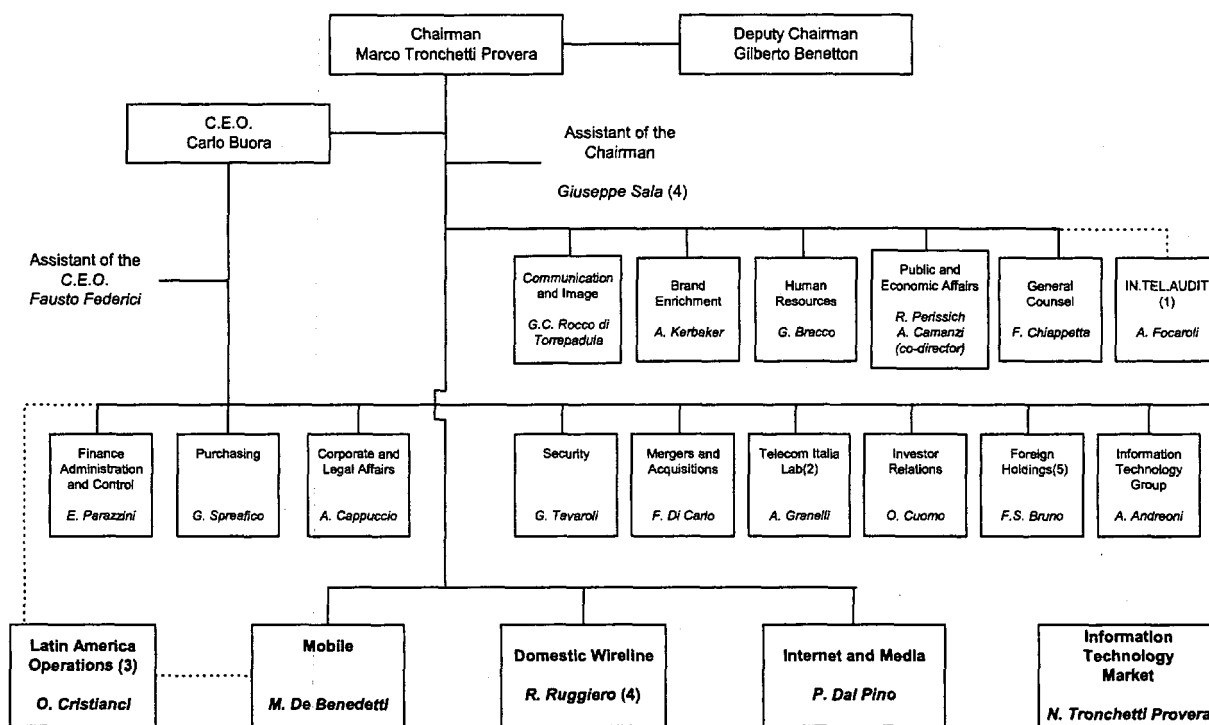 Chairman
Marco Tronchetti Provera
Deputy Chairman
Gilberto Benetton
C.E.O.
Carlo Buora
Assistant of the
Chairman
Giuseppe Sala (4)
Assistant of the
C.E.O.
Fausto Federici
Communication
and Image
G.C. Rocco di
Torrepadula
Brand
Enrichment
A. Kerbaker
Human
Resources
G. Bracco
Public and
Economic Affairs
R. Perissich
A. Camanzi
(co-director)
General
Counsel
F. Chiappetta
IN.TEL.AUDIT
(1)
A. Focaroli
Finance
Administration
and Control
E. Parazzini
Purchasing
G. Spreafico
Corporate and
Legal Affairs
A. Cappuccio
Security
G. Tavaroli
Mergers and
Acquisitions
F. Di Carlo
Telecom Italia
Lab(2)
A. Granelli
Investor
Relations
O. Cuomo
Foreign
Holdings(5)
F.S. Bruno
Information
Technology
Group
A. Andreoni
Latin America
Operations (3)
O. Cristianci
Mobile
M. De Benedetti
Domestic Wireline
R. Ruggiero (4)
Internet and Media
P. Dal Pino
Information
Technology
Market
N. Tronchetti Provera